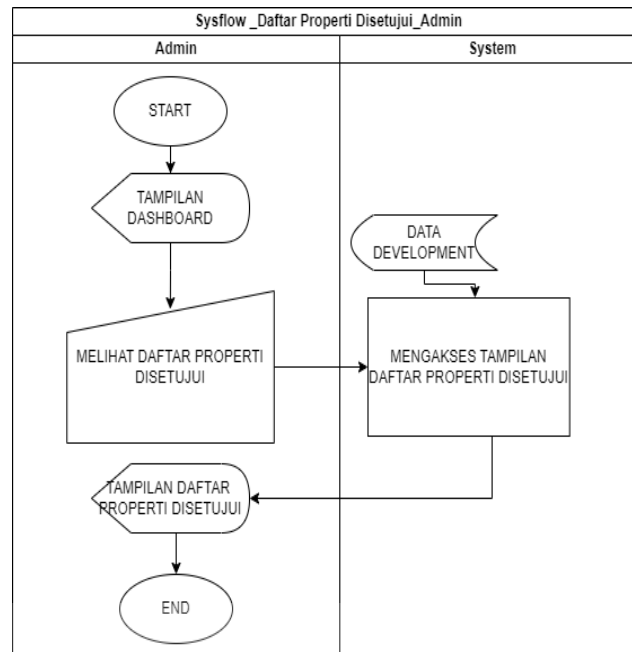 Sysflow _Daftar Properti Disetujui_Admin
Admin
System
START
TAMPILAN
DASHBOARD
DATA
DEVELOPMENT
MELIHAT DAFTAR PROPERTI
DISETUJUI
MENGAKSES TAMPILAN
DAFTAR PROPERTI DISETUJUI
TAMPILAN DAFTAR
PROPERTI DISETUJUI
END